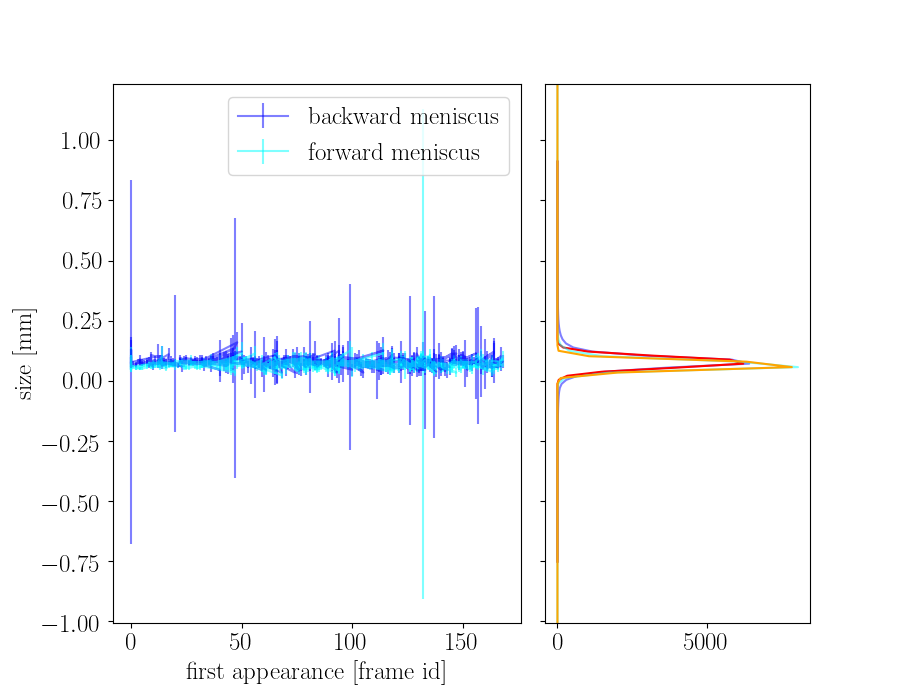 backward meniscus
forward meniscus
1.00
0.75
0.50
0.25
0.00
−0.25
−0.50
−0.75
−1.00
size [mm]
0 50 100 150
first appearance [frame id]
0 5000